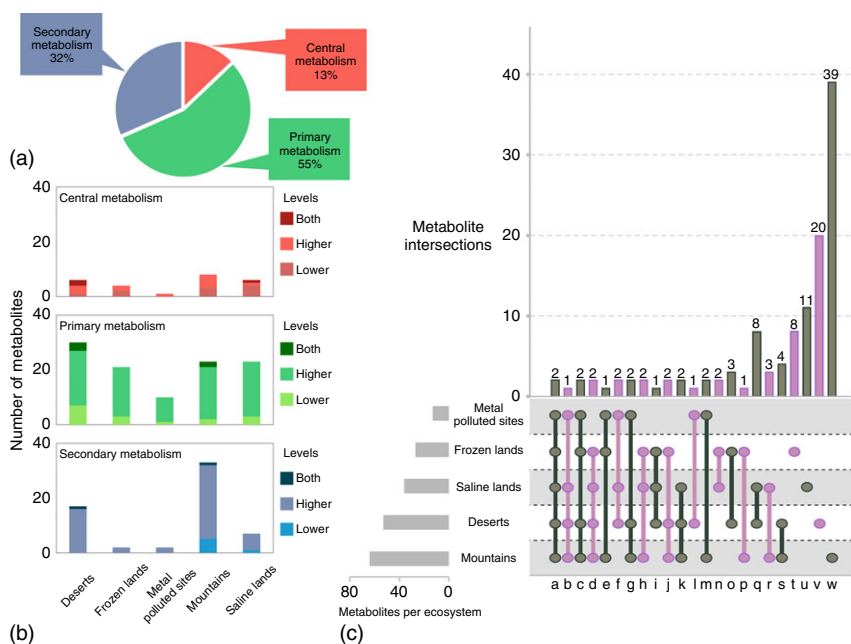 Secondary
metabolism
32%
Central
metabolism
13%
Primary
metabolism
55%
(a)
Number of metabolites
40
20
0
Central metabolism
Levels
Both
Higher
Lower
40
20
0
Primary metabolism
Levels
Both
Higher
Lower
40
20
0
Secondary metabolism
Levels
Both
Higher
Lower
Deserts
Frozen lands
Metal
polluted sites
Mountains
Saline lands
(b)
Metabolite
intersections
40
30
20
10
0
2 1 2 2 1 2 2 2 1 2 2 1 2 2 3 1 8 3 4 8 11 20 39
Metal
polluted sites
Frozen lands
Saline lands
Deserts
Mountains
80 40 0
Metabolites per ecosystem
a b c d e f g h i j k l m n o p q r s t u v w
(c)